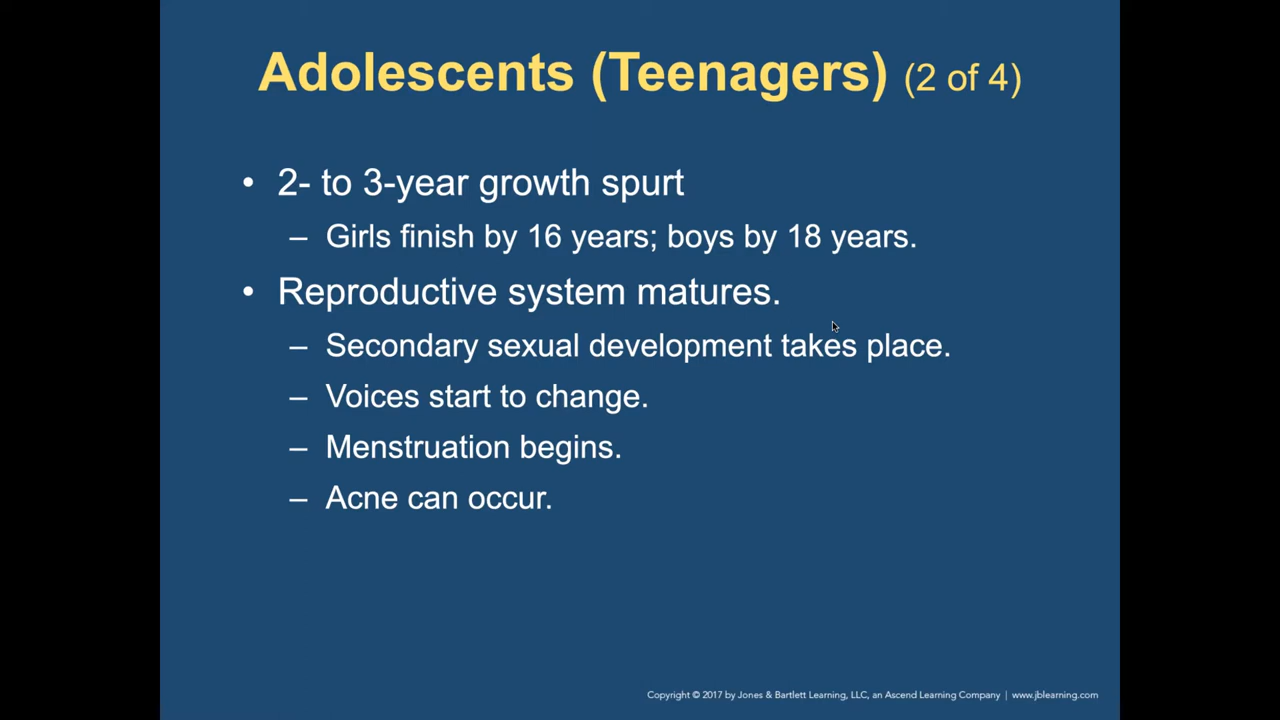 Adolescents (Teenagers) (2 of 4)
• 2- to 3-year growth spurt
– Girls finish by 16 years; boys by 18 years.
• Reproductive system matures.
– Secondary sexual development takes place.
– Voices start to change.
– Menstruation begins.
– Acne can occur.
Copyright © 2017 by Jones & Bartlett Learning, LLC, an Ascend Learning Company | www.jblearning.com